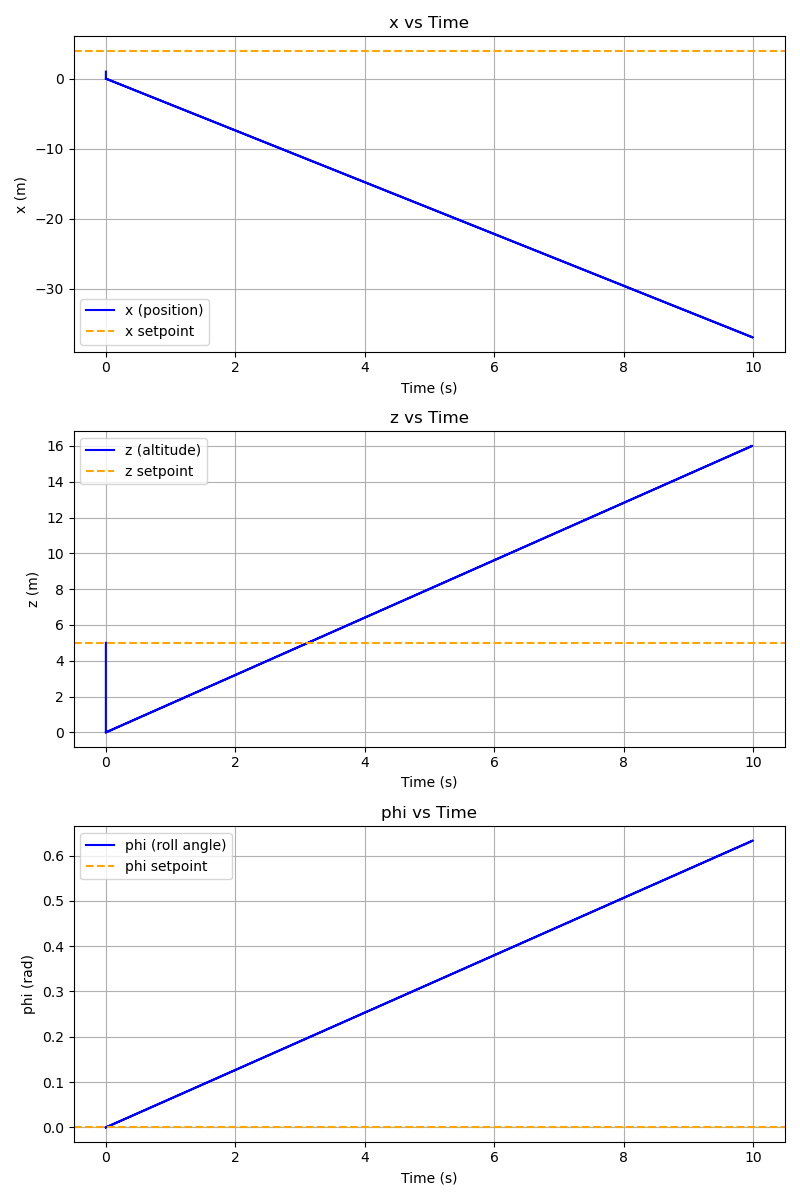 x vs Time
0
−10
−20
−30
x (m)
x (position)
x setpoint
0 2 4 6 8 10
Time (s)
z vs Time
16
14
12
10
8
6
4
2
0
z (m)
z (altitude)
z setpoint
0 2 4 6 8 10
Time (s)
phi vs Time
0.6
0.5
0.4
0.3
0.2
0.1
0.0
phi (rad)
phi (roll angle)
phi setpoint
0 2 4 6 8 10
Time (s)